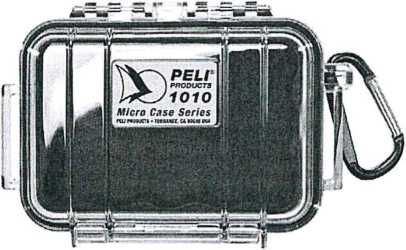 PELI®
PRODUCTS
1010
Micro Case Series
PELI PRODUCTS • TORRANCE, CA 90505 USA